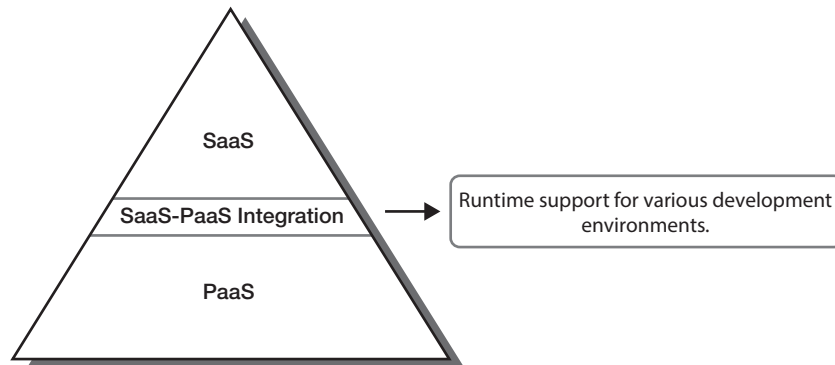 SaaS
SaaS-PaaS Integration
Runtime support for various development
environments.
PaaS